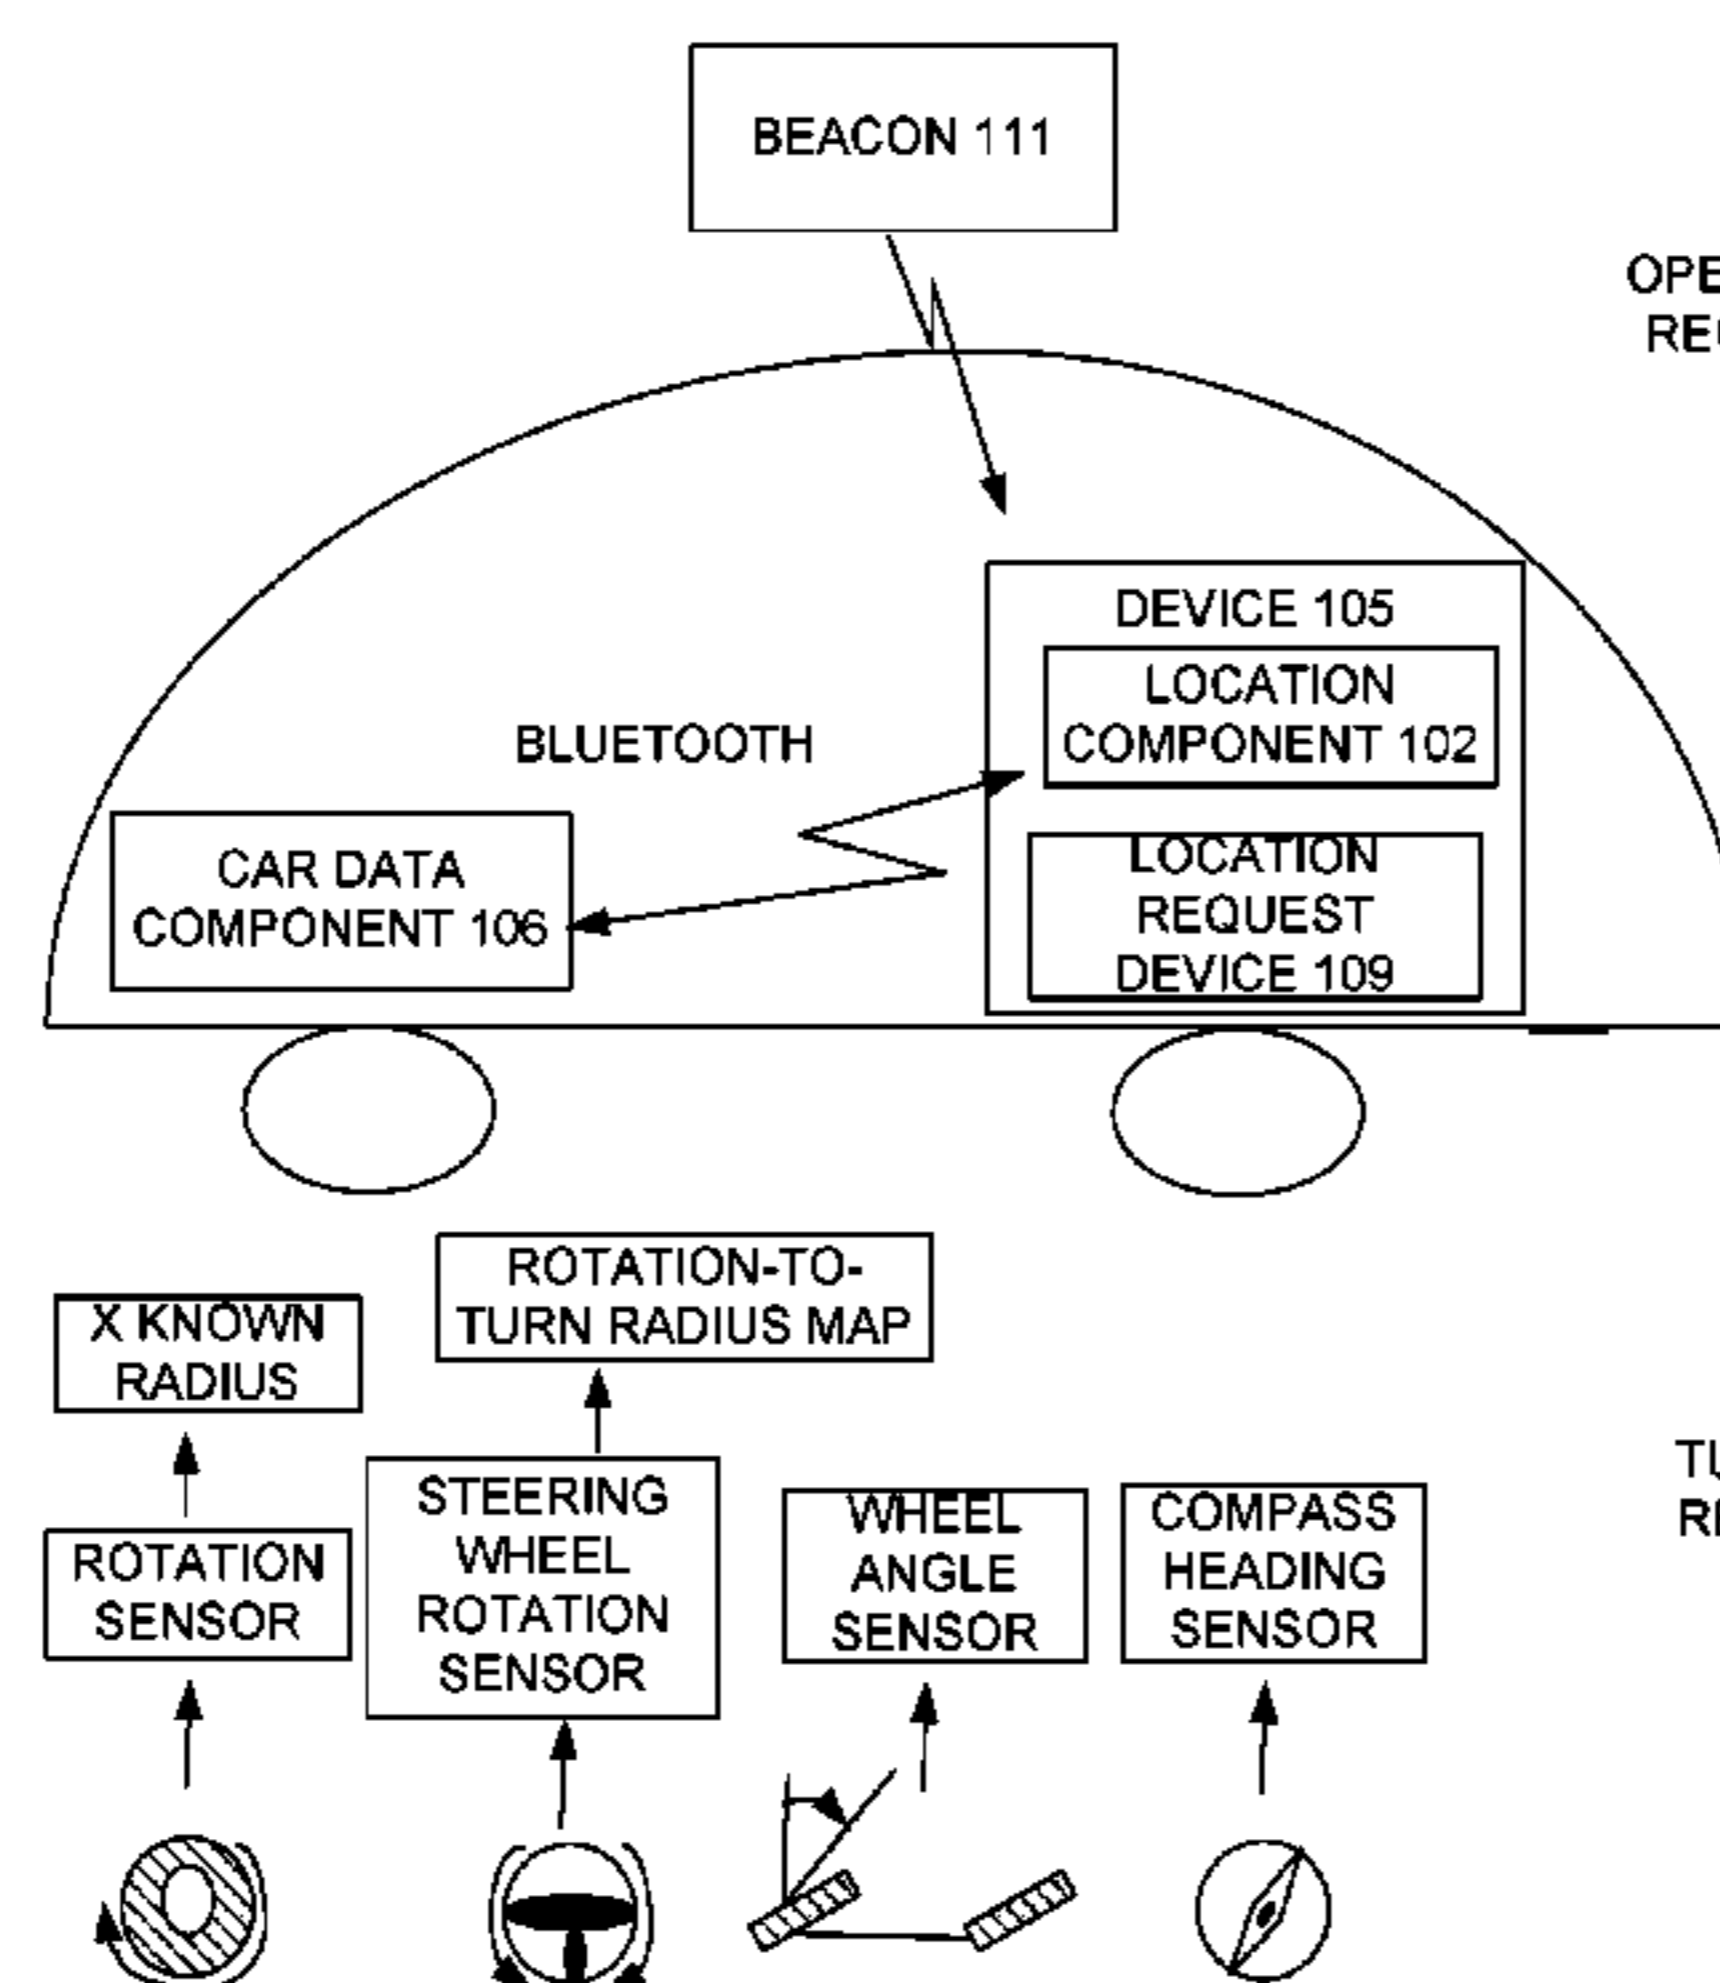 BEACON 111
DEVICE 105
LOCATION
COMPONENT 102
BLUETOOTH
CAR DATA
COMPONENT 106
LOCATION
REQUEST
DEVICE 109
ROTATION-TO-
TURN RADIUS MAP
X KNOWN
RADIUS
STEERING
WHEEL
ROTATION
SENSOR
ROTATION
SENSOR
WHEEL
ANGLE
SENSOR
COMPASS
HEADING
SENSOR